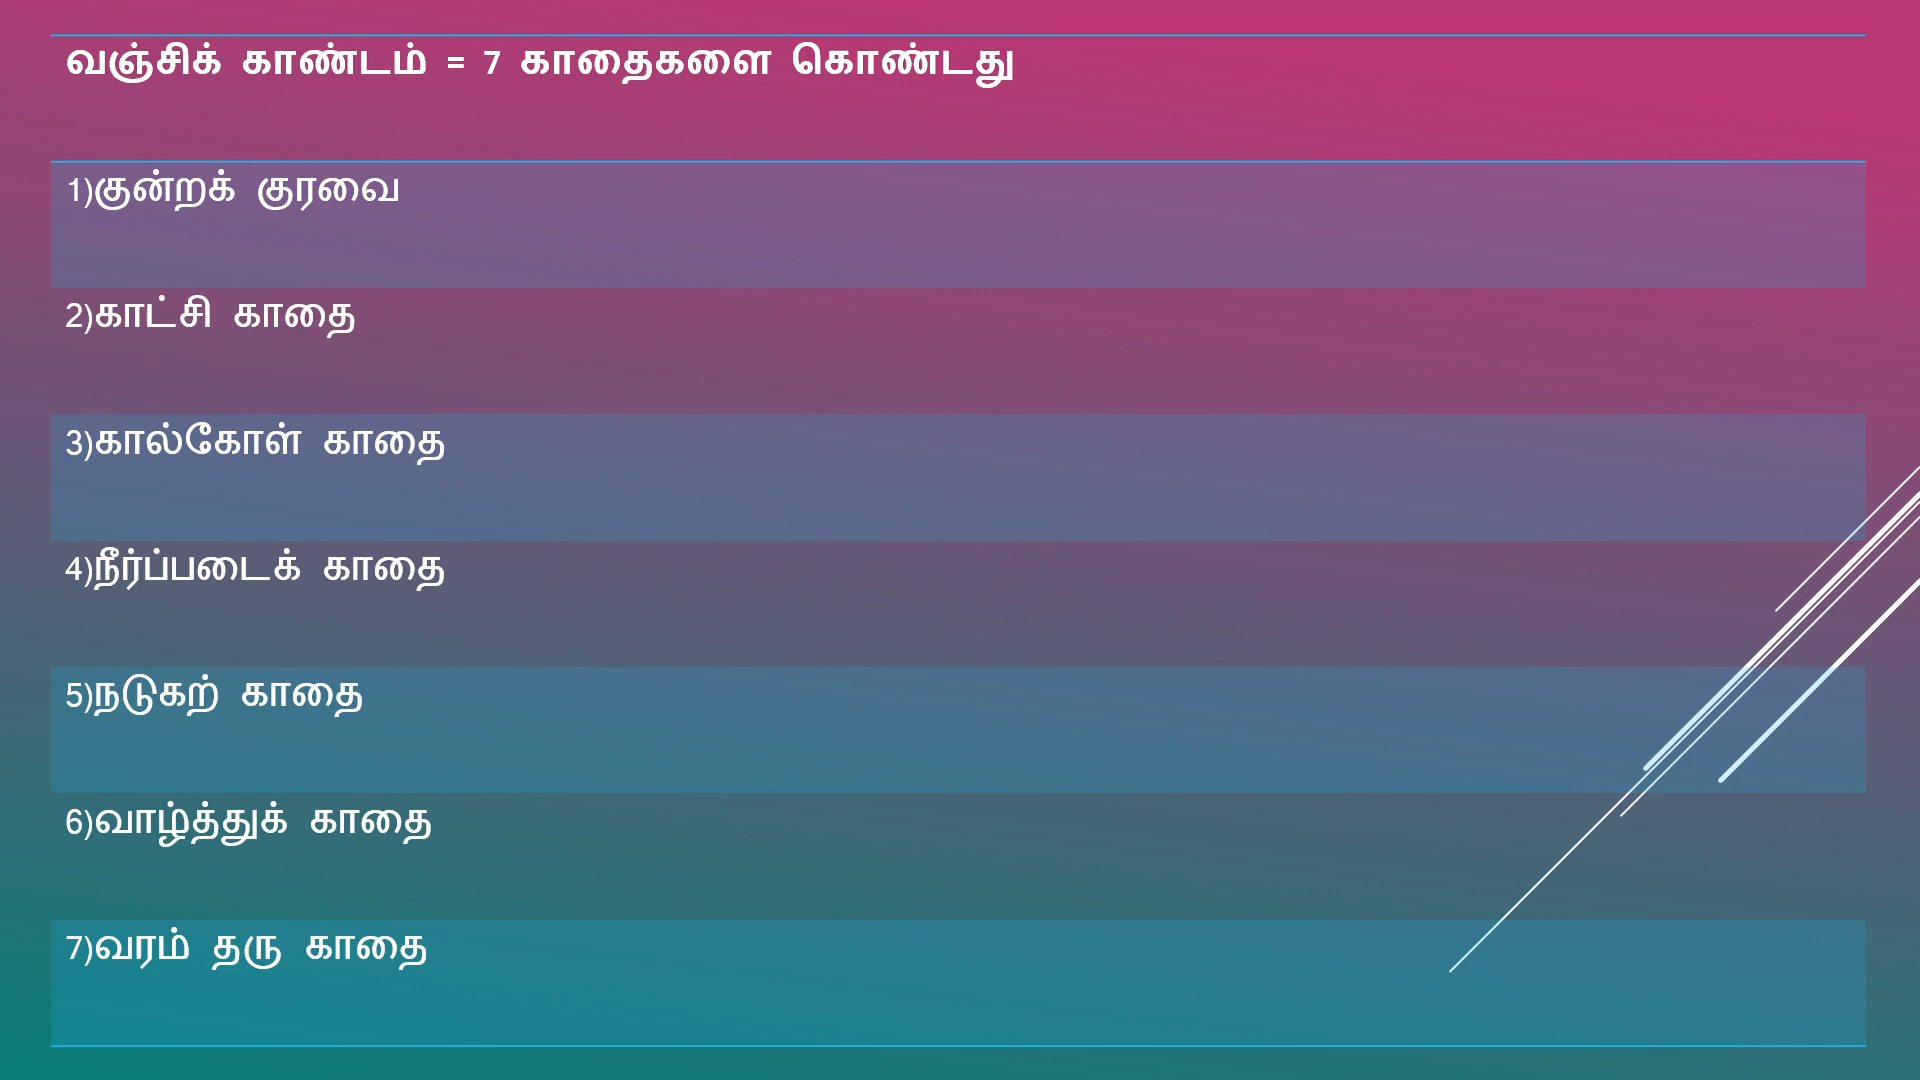 வஞ்சிக் காண்டம் = 7 காதைகளை கொண்டது
1)குன்றக் குரவை
2)காட்சி காதை
3)கால்கோள் காதை
4)நீர்ப்படைக் காதை
5)நடுகற் காதை
6)வாழ்த்துக் காதை
7)வரம் தரு காதை